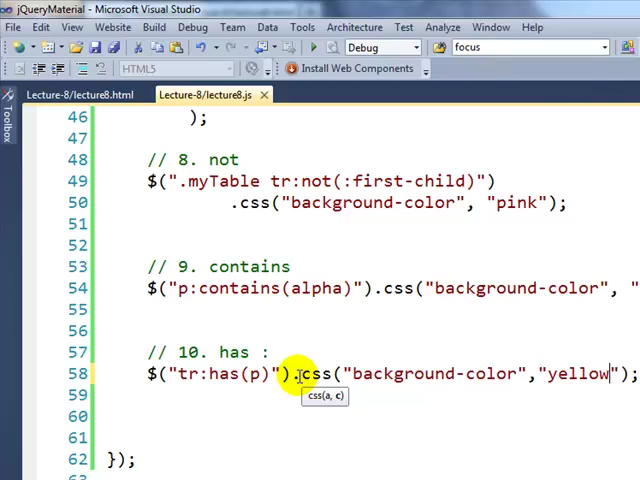 jQueryMaterial - Microsoft Visual Studio
File Edit View Website Build Debug Team Data Tools Architecture Test Analyze Window Help
Debug focus
HTML5 Install Web Components
Toolbox
Lecture-8/lecture8.html Lecture-8/lecture8.js
46 );
47
48 // 8. not
49 $(".myTable tr:not(:first-child)")
50 .css("background-color", "pink");
51
52
53 // 9. contains
54 $("p:contains(alpha)").css("background-color", "
55
56
57 // 10. has :
58 $("tr:has(p)").css("background-color","yellow");
59 css(a, c)
60
61
62 });